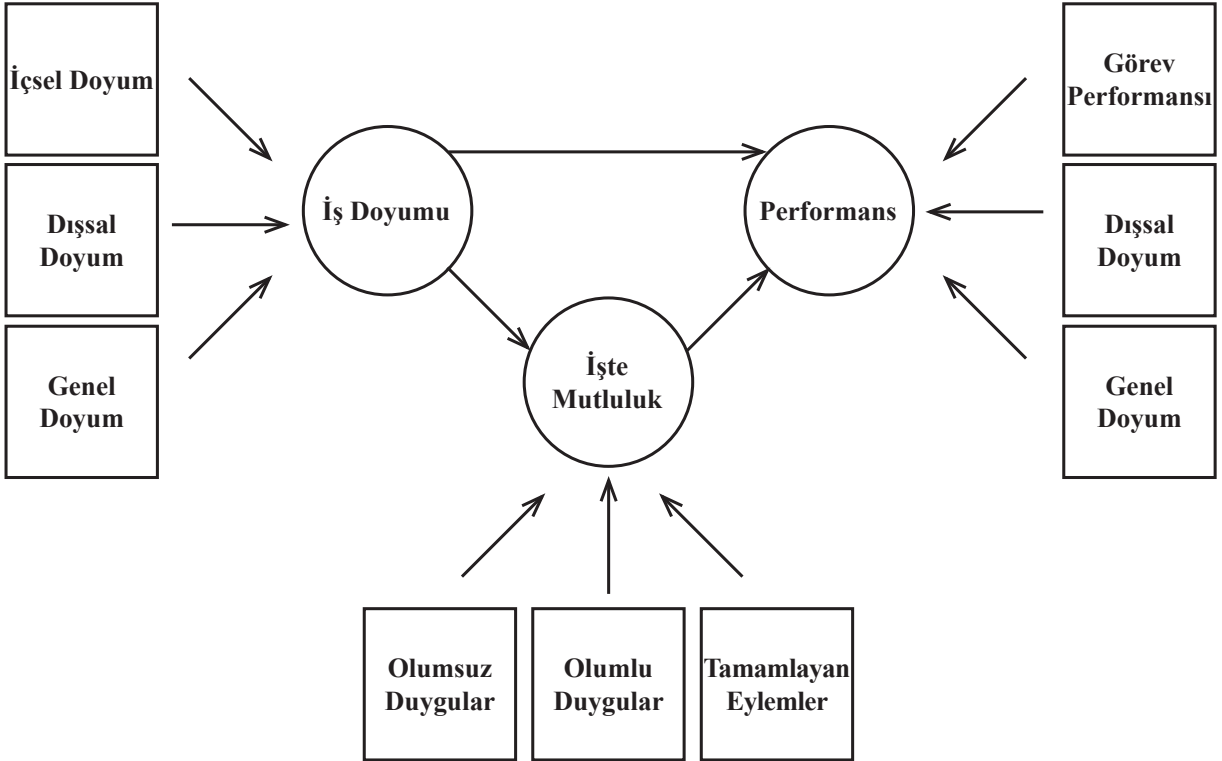 İçsel Doyum
Dışsal
Doyum
Genel
Doyum
İş Doyumu
Performans
İşte
Mutluluk
Görev
Performansı
Dışsal
Doyum
Genel
Doyum
Olumsuz
Duygular
Olumlu
Duygular
Tamamlayan
Eylemler